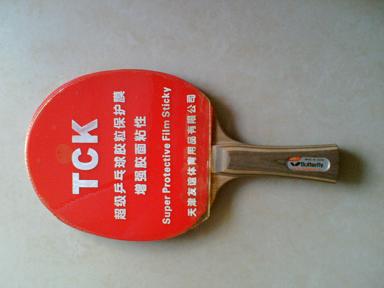 TCK
超级乒乓球胶粒保护膜
增强胶面粘性
Super Protective Film Sticky
天津友谊体育用品有限公司
Butterfly